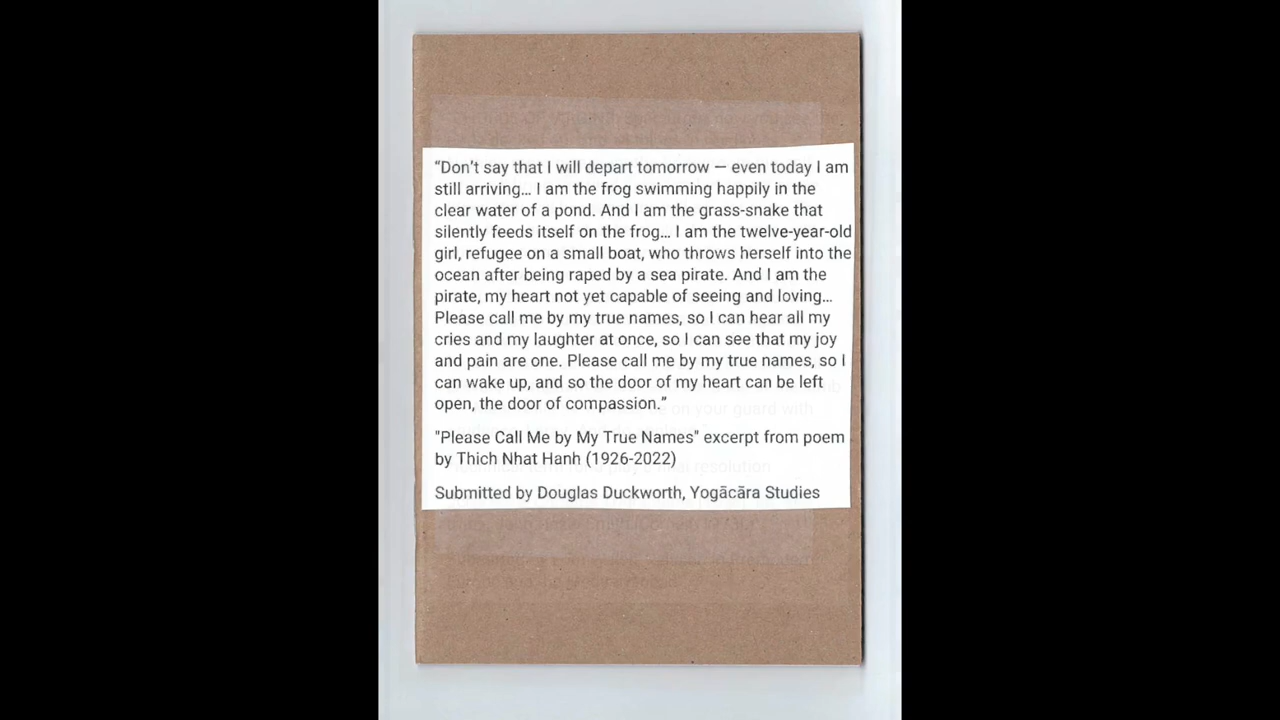 “Don’t say that I will depart tomorrow — even today I am
still arriving... I am the frog swimming happily in the
clear water of a pond. And I am the grass-snake that
silently feeds itself on the frog... I am the twelve-year-old
girl, refugee on a small boat, who throws herself into the
ocean after being raped by a sea pirate. And I am the
pirate, my heart not yet capable of seeing and loving...
Please call me by my true names, so I can hear all my
cries and my laughter at once, so I can see that my joy
and pain are one. Please call me by my true names, so I
can wake up, and so the door of my heart can be left
open, the door of compassion.”
on your guard with
"Please Call Me by My True Names" excerpt from poem
by Thich Nhat Hanh (1926-2022)
resolution
Submitted by Douglas Duckworth, Yogācāra Studies